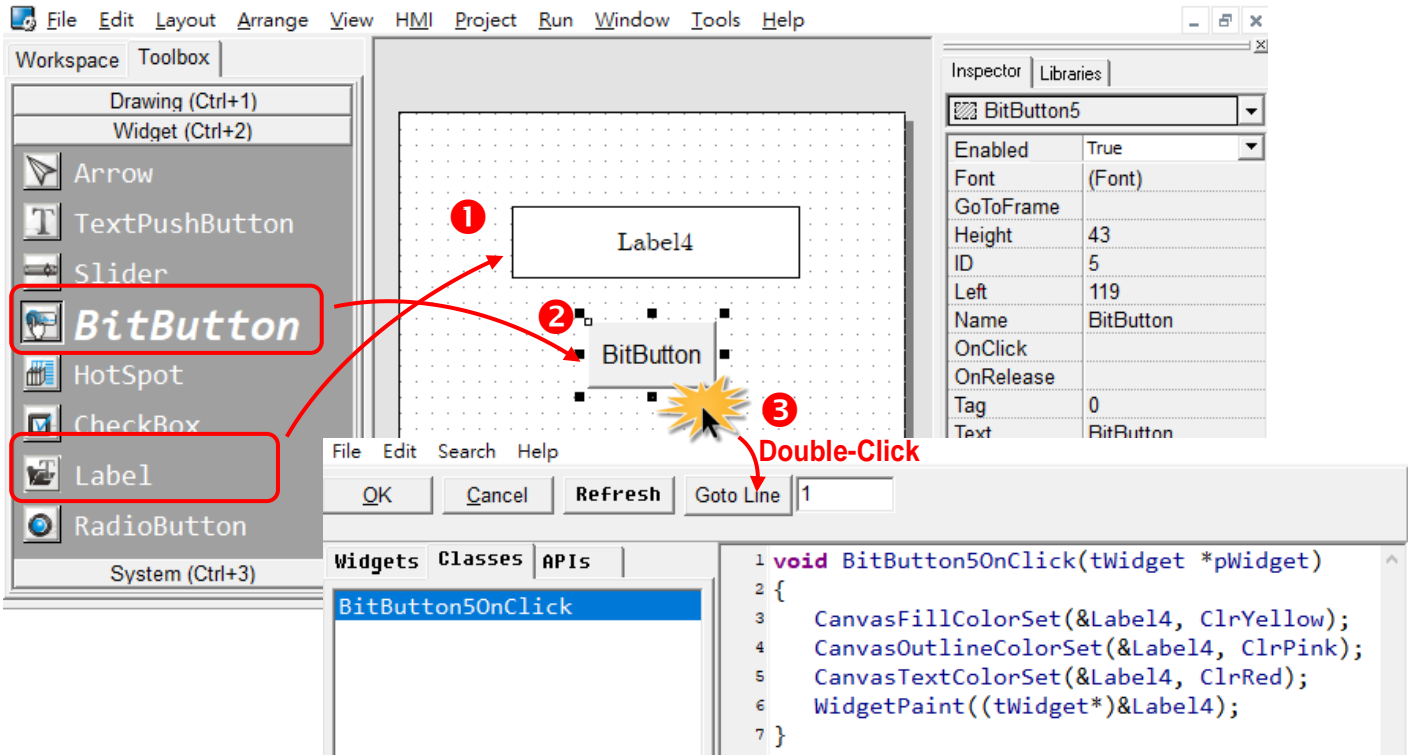 File Edit Layout Arrange View HMI Project Run Window Tools Help
Workspace Toolbox
Drawing (Ctrl+1)
Widget (Ctrl+2)
Arrow
TextPushButton
Slider
BitButton
HotSpot
CheckBox
Label
RadioButton
System (Ctrl+3)
1
Label4
2
BitButton
3
Double-Click
Inspector Libraries
BitButton5
Enabled True
Font (Font)
GoToFrame
Height 43
ID 5
Left 119
Name BitButton
OnClick
OnRelease
Tag 0
Text BitButton
File Edit Search Help
OK Cancel Refresh Goto Line 1
Widgets Classes APIs
BitButton5OnClick
1 void BitButton5OnClick(tWidget *pWidget)
2 {
3 CanvasFillColorSet(&Label4, ClrYellow);
4 CanvasOutlineColorSet(&Label4, ClrPink);
5 CanvasTextColorSet(&Label4, ClrRed);
6 WidgetPaint((tWidget*)&Label4);
7 }